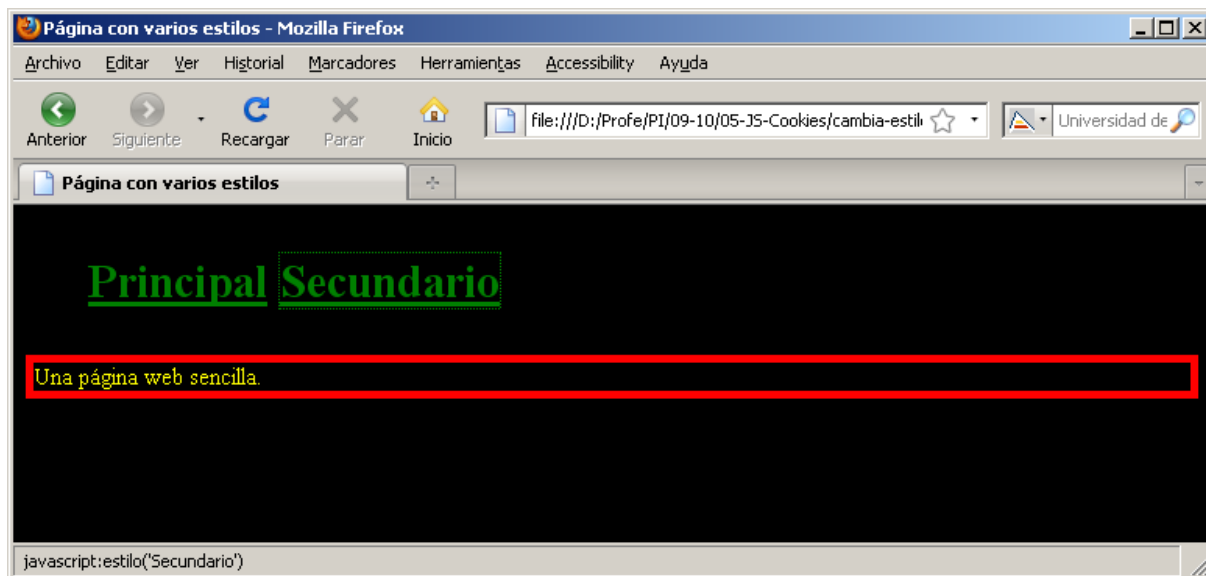 Página con varios estilos - Mozilla Firefox
Archivo Editar Ver Historial Marcadores Herramientas Accessibility Ayuda
Anterior Siguiente Recargar Parar Inicio file:///D:/Profe/PI/09-10/05-JS-Cookies/cambia-estil Universidad de
Página con varios estilos
Principal Secundario
Una página web sencilla.
javascript:estilo('Secundario')